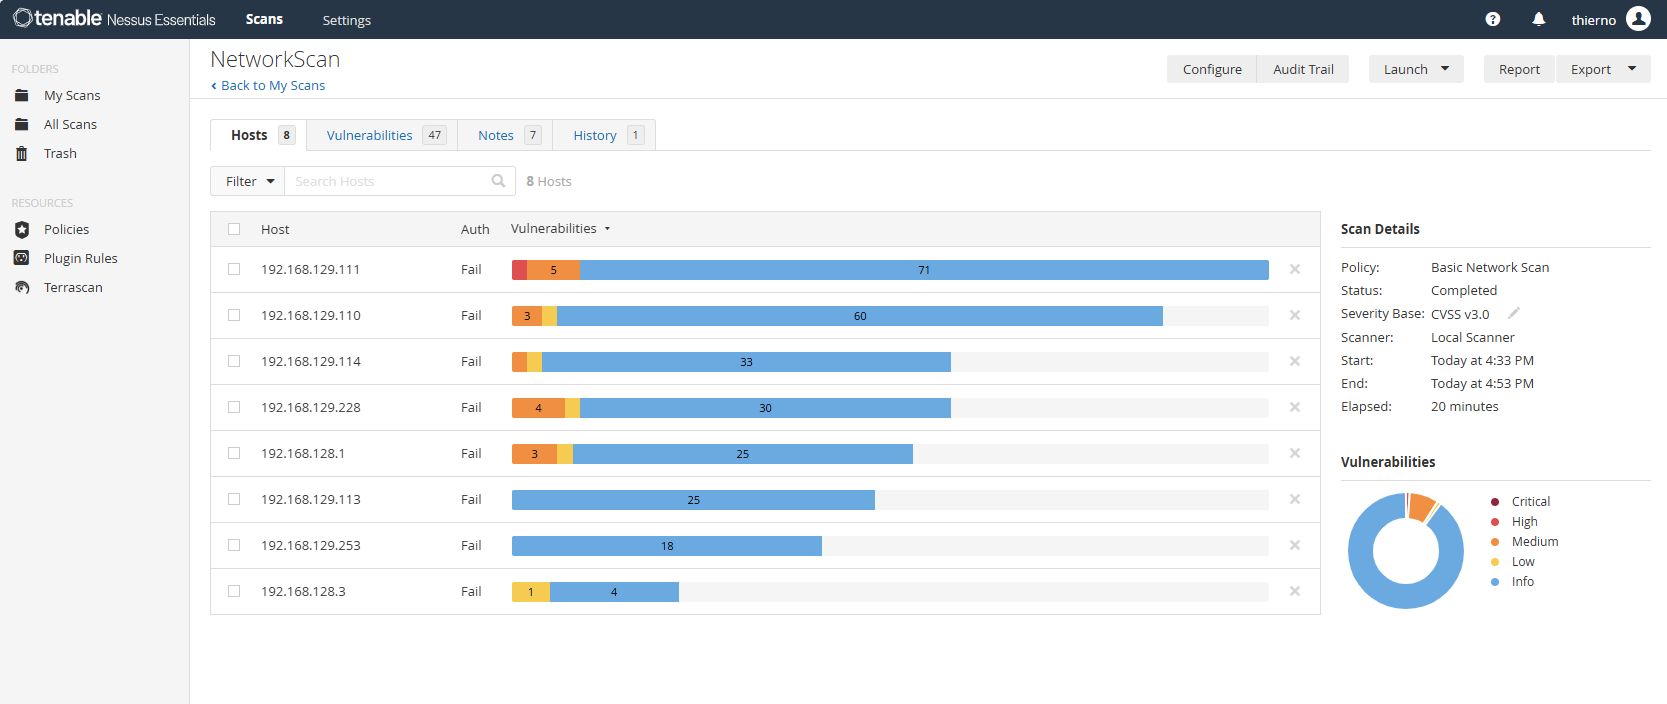 tenable Nessus Essentials Scans Settings ? thierno
FOLDERS
My Scans
All Scans
Trash
RESOURCES
Policies
Plugin Rules
Terrascan
NetworkScan
‹ Back to My Scans
Configure Audit Trail Launch Report Export
Hosts 8 Vulnerabilities 47 Notes 7 History 1
Filter Search Hosts 8 Hosts
Host Auth Vulnerabilities
192.168.129.111 Fail 5 71
192.168.129.110 Fail 3 60
192.168.129.114 Fail 33
192.168.129.228 Fail 4 30
192.168.128.1 Fail 3 25
192.168.129.113 Fail 25
192.168.129.253 Fail 18
192.168.128.3 Fail 1 4
Scan Details
Policy: Basic Network Scan
Status: Completed
Severity Base: CVSS v3.0
Scanner: Local Scanner
Start: Today at 4:33 PM
End: Today at 4:53 PM
Elapsed: 20 minutes
Vulnerabilities
Critical
High
Medium
Low
Info